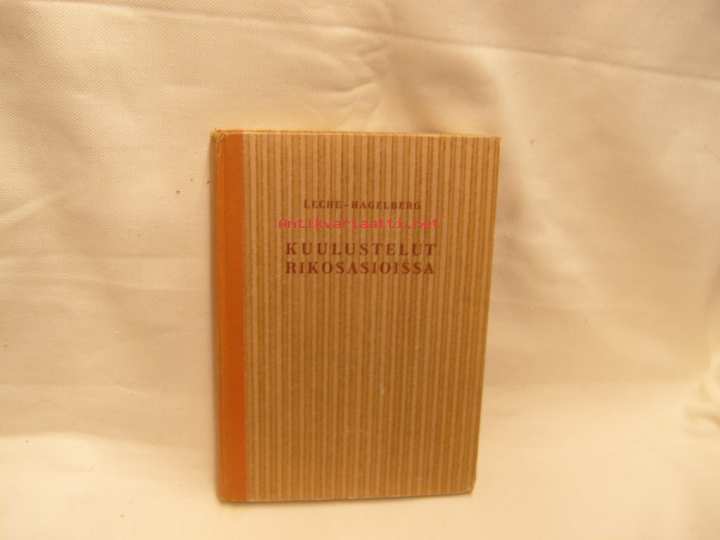 LECHE-HAGELBERG
Antikvariaatti.net
KUULUSTELUT
RIKOSASIOISSA